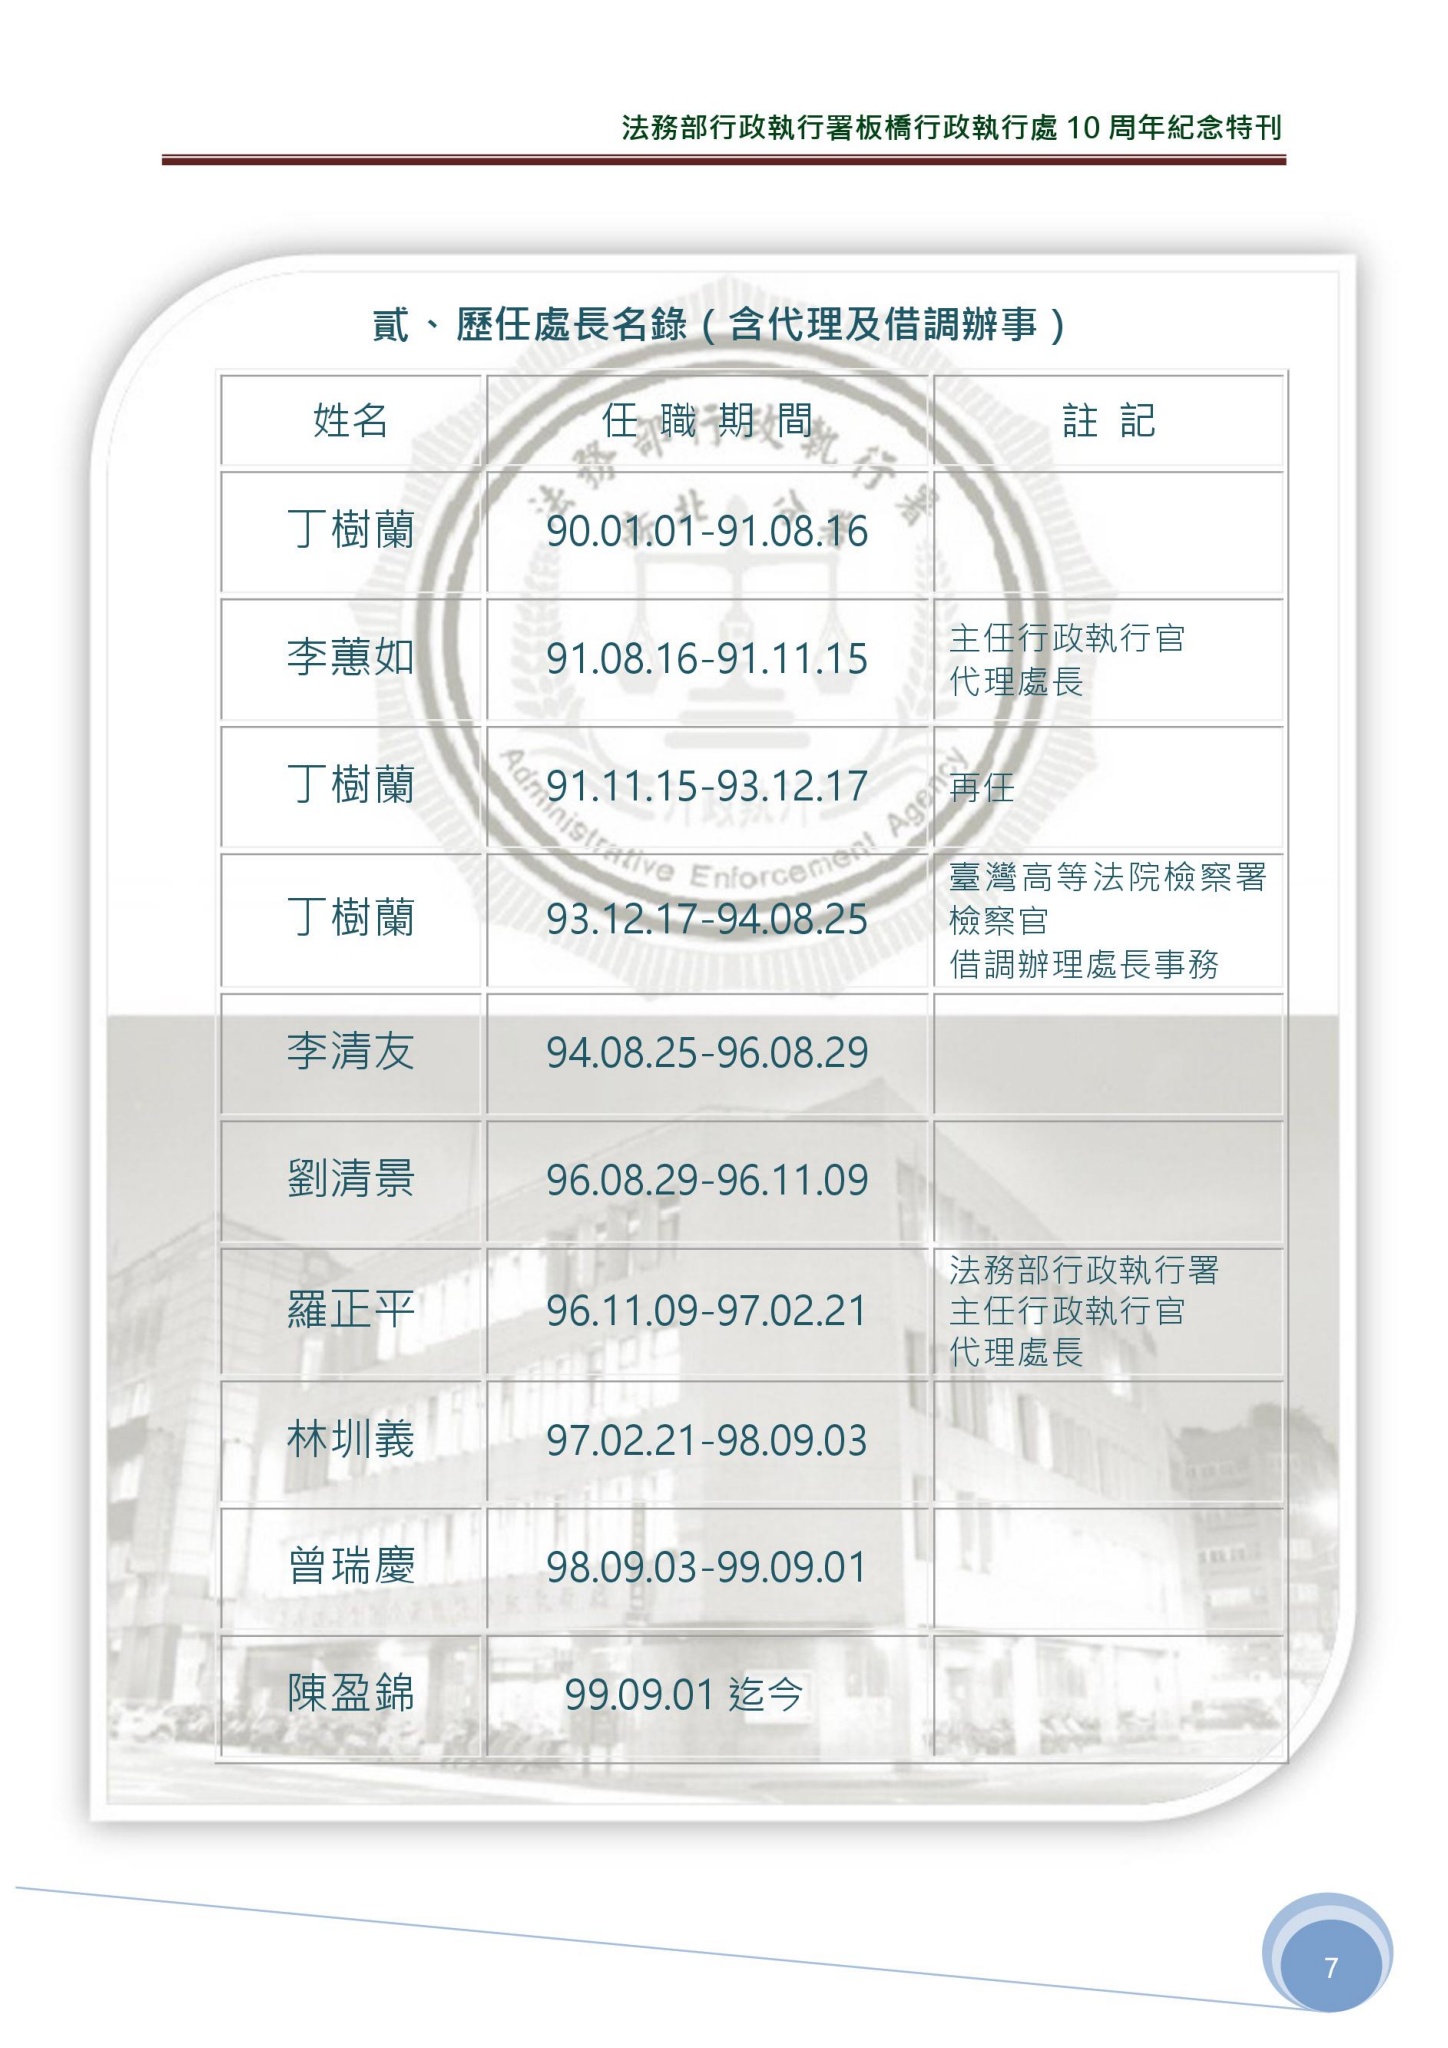 法務部行政執行署板橋行政執行處 10 周年紀念特刊
貳、歷任處長名錄（含代理及借調辦事）
姓名 任 職 期 間 註 記
丁樹蘭 90.01.01-91.08.16
李蕙如 91.08.16-91.11.15 主任行政執行官
代理處長
丁樹蘭 91.11.15-93.12.17 再任
丁樹蘭 93.12.17-94.08.25 臺灣高等法院檢察署
檢察官
借調辦理處長事務
李清友 94.08.25-96.08.29
劉清景 96.08.29-96.11.09
羅正平 96.11.09-97.02.21 法務部行政執行署
主任行政執行官
代理處長
林圳義 97.02.21-98.09.03
曾瑞慶 98.09.03-99.09.01
陳盈錦 99.09.01 迄今
法務部行政執行署
新北分署
行政執行
Administrative Enforcement Agency
7